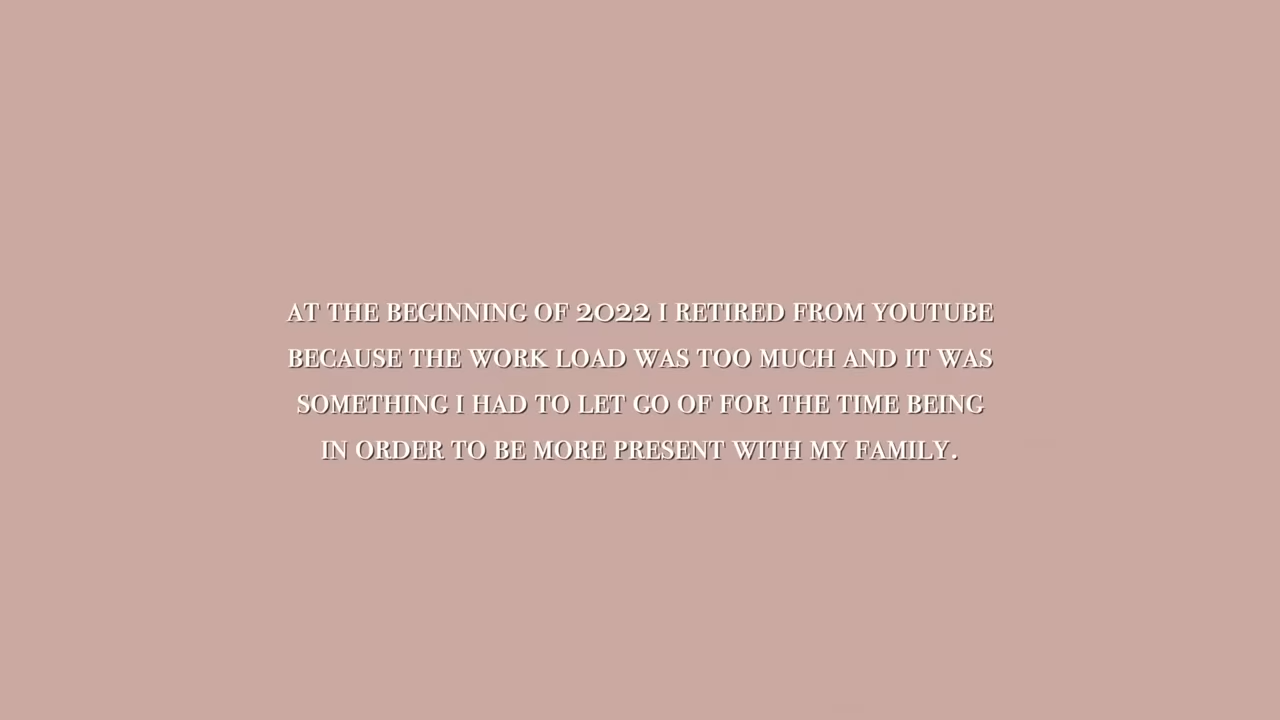 AT THE BEGINNING OF 2022 I RETIRED FROM YOUTUBE
BECAUSE THE WORK LOAD WAS TOO MUCH AND IT WAS
SOMETHING I HAD TO LET GO OF FOR THE TIME BEING
IN ORDER TO BE MORE PRESENT WITH MY FAMILY.